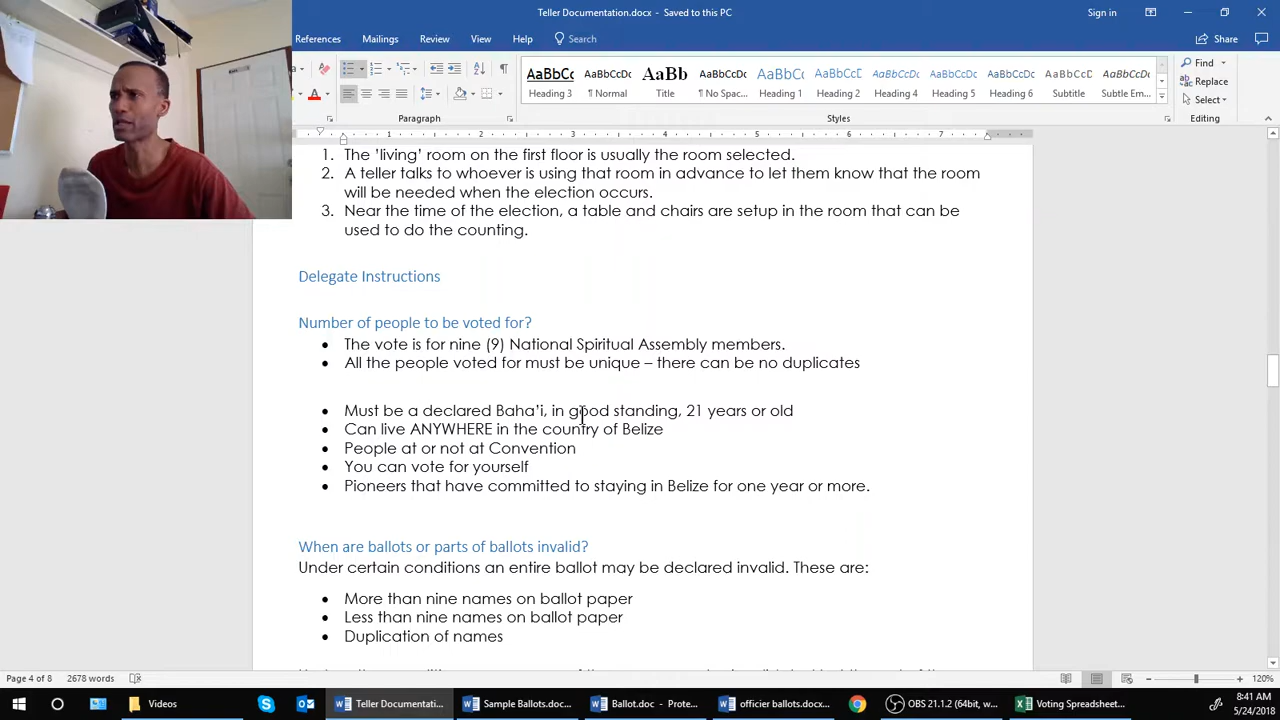 Teller Documentation.docx - Saved to this PC
Sign in
References Mailings Review View Help Search
Share
AaBbCc AaBbCcDc AaBb AaBbCcDc AaBbCcD AaBbCcD AaBbCcD AaBbCcD AaBbCcD AaBbCcD AaBbCcDc
Heading 3 ¶ Normal Title ¶ No Spac... Heading 1 Heading 2 Heading 4 Heading 5 Heading 6 Subtitle Subtle Em...
Find
Replace
Select
Paragraph Styles Editing
1 2 3 4 5 6 7
1. The 'living' room on the first floor is usually the room selected.
2. A teller talks to whoever is using that room in advance to let them know that the room
will be needed when the election occurs.
3. Near the time of the election, a table and chairs are setup in the room that can be
used to do the counting.
Delegate Instructions
Number of people to be voted for?
• The vote is for nine (9) National Spiritual Assembly members.
• All the people voted for must be unique – there can be no duplicates
• Must be a declared Baha'i, in good standing, 21 years or old
• Can live ANYWHERE in the country of Belize
• People at or not at Convention
• You can vote for yourself
• Pioneers that have committed to staying in Belize for one year or more.
When are ballots or parts of ballots invalid?
Under certain conditions an entire ballot may be declared invalid. These are:
• More than nine names on ballot paper
• Less than nine names on ballot paper
• Duplication of names
Page 4 of 8 2678 words 120%
Videos Teller Documentati... Sample Ballots.doc... Ballot.doc - Prote... officier ballots.docx... OBS 21.1.2 (64bit, w... Voting Spreadsheet...
8:41 AM
5/24/2018